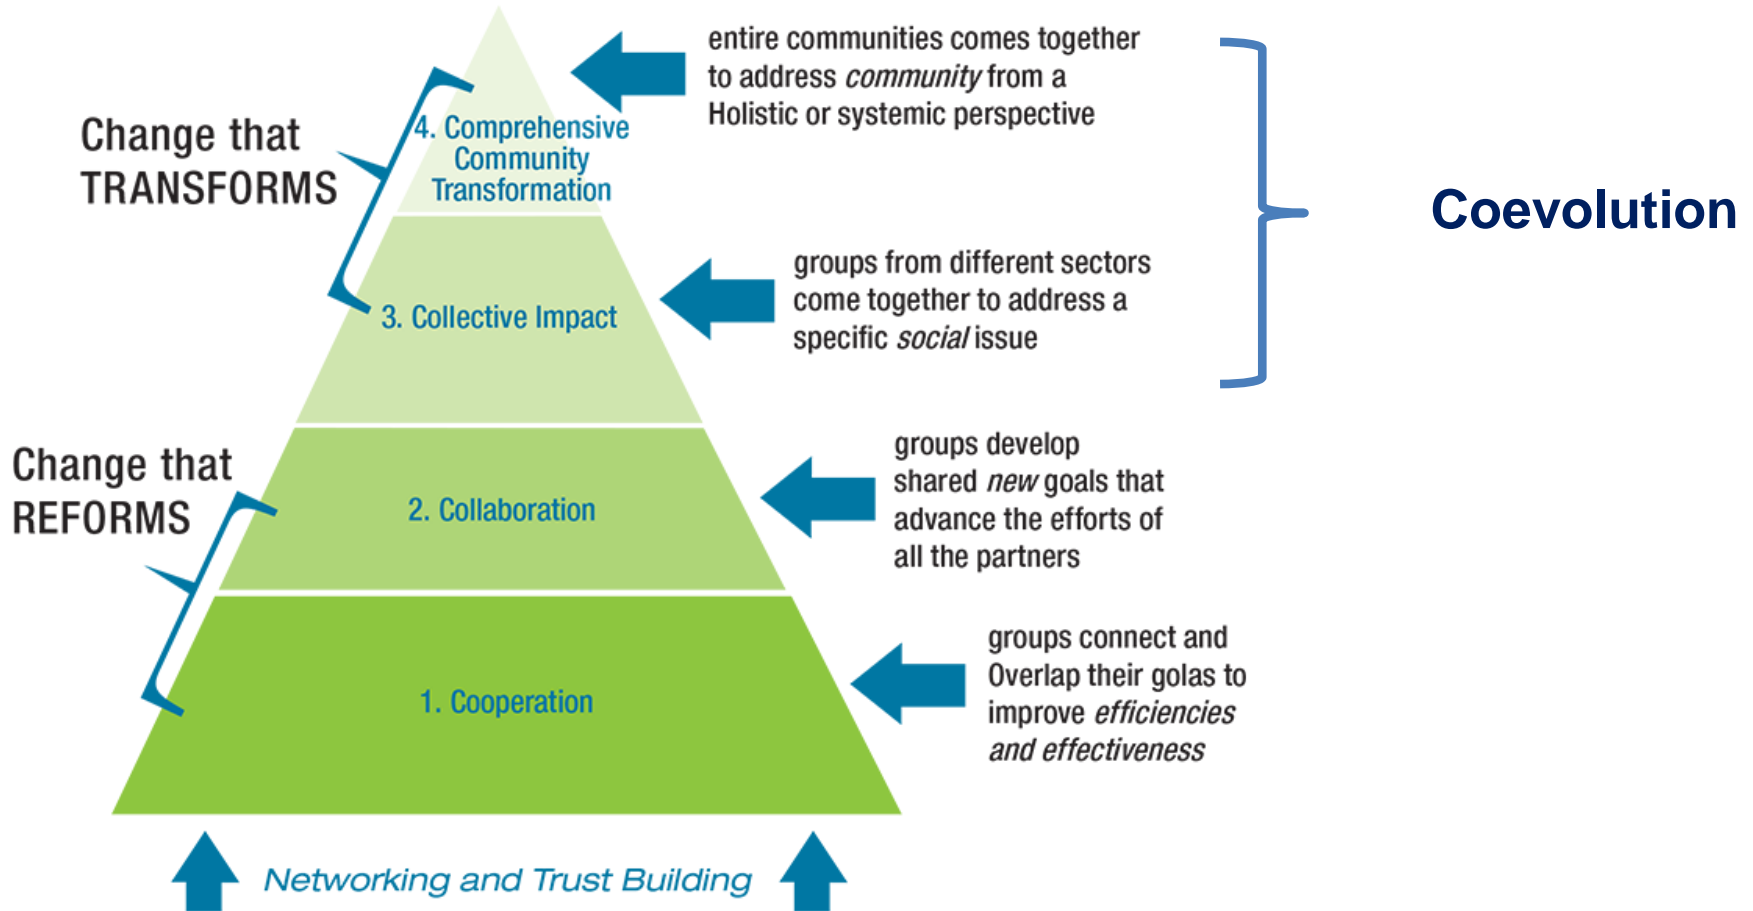 entire communities comes together
to address community from a
Holistic or systemic perspective
Change that
TRANSFORMS
4. Comprehensive
Community
Transformation
Coevolution
groups from different sectors
come together to address a
specific social issue
3. Collective Impact
Change that
REFORMS
groups develop
shared new goals that
advance the efforts of
all the partners
2. Collaboration
groups connect and
Overlap their golas to
improve efficiencies
and effectiveness
1. Cooperation
Networking and Trust Building